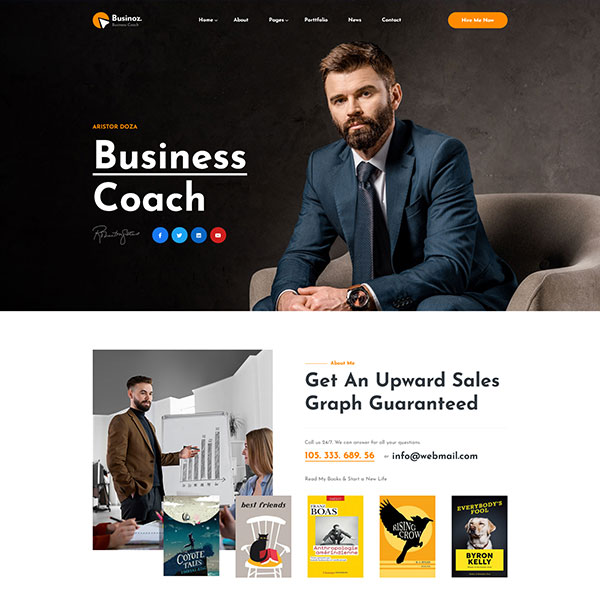 Businoz.
Business Coach
Home
About
Pages
Porttfolio
News
Contact
Hire Me Now
ARISTOR DOZA
Business
Coach
About Me
Get An Upward Sales
Graph Guaranteed
Call us 24/7. We can answer for all your questions
105. 333. 689. 56
or
info@webmail.com
Read My Books & Start a New Life
COYOTE
TALES
best friends
FRANZ
BOAS
Anthropologie
amérindienne
RISING
CROW
EVERYBODY'S
FOOL
BYRON
KELLY